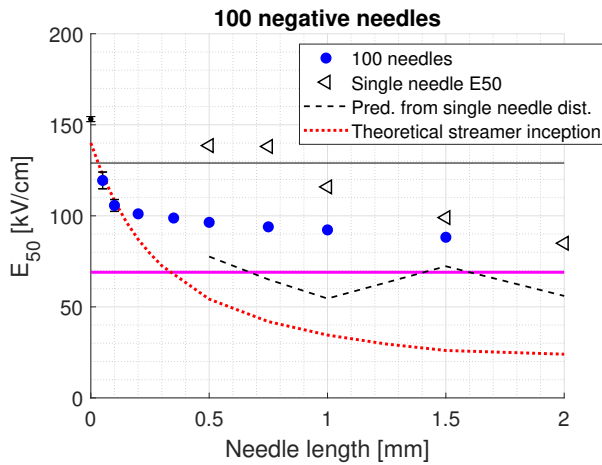 100 negative needles
200
150
100
50
0
E50 [kV/cm]
100 needles
Single needle E50
Pred. from single needle dist.
Theoretical streamer inception
0
0.5
1
1.5
2
Needle length [mm]